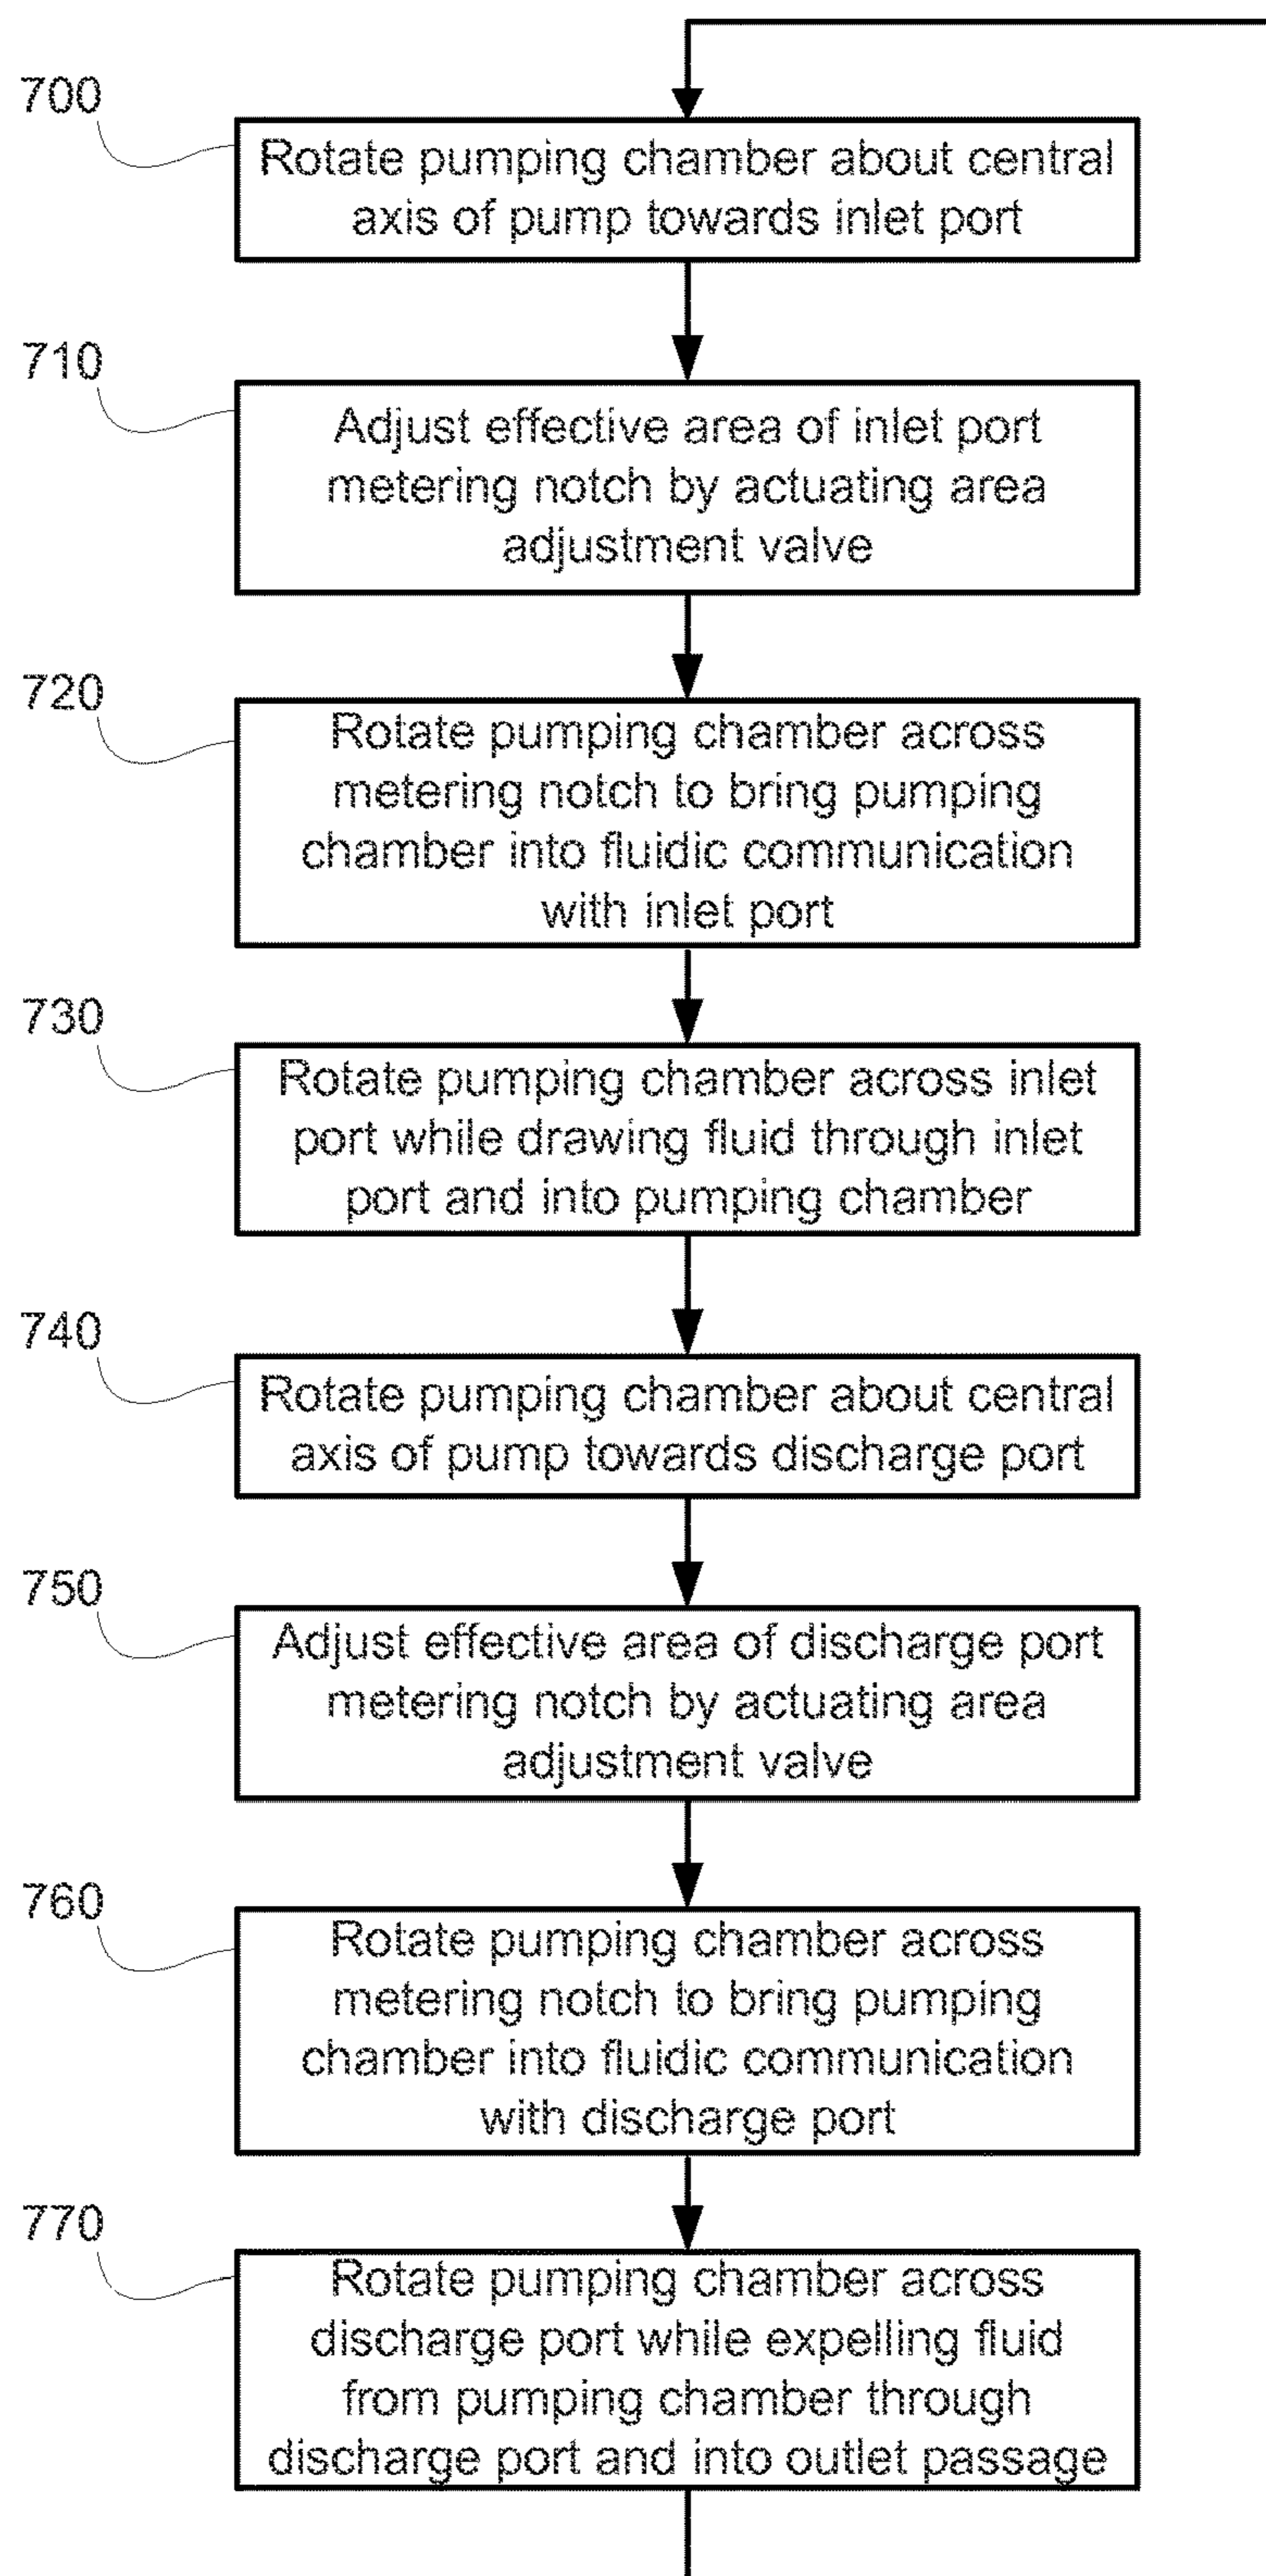 700
Rotate pumping chamber about central
axis of pump towards inlet port
710
Adjust effective area of inlet port
metering notch by actuating area
adjustment valve
720
Rotate pumping chamber across
metering notch to bring pumping
chamber into fluidic communication
with inlet port
730
Rotate pumping chamber across inlet
port while drawing fluid through inlet
port and into pumping chamber
740
Rotate pumping chamber about central
axis of pump towards discharge port
750
Adjust effective area of discharge port
metering notch by actuating area
adjustment valve
760
Rotate pumping chamber across
metering notch to bring pumping
chamber into fluidic communication
with discharge port
770
Rotate pumping chamber across
discharge port while expelling fluid
from pumping chamber through
discharge port and into outlet passage